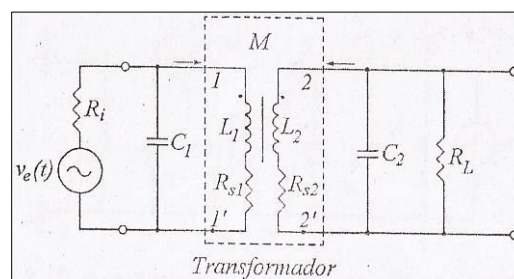 M
1 2
R_i
v_e(t)
C_1
L_1 L_2
C_2
R_L
R_s1 R_s2
1' 2'
Transformador